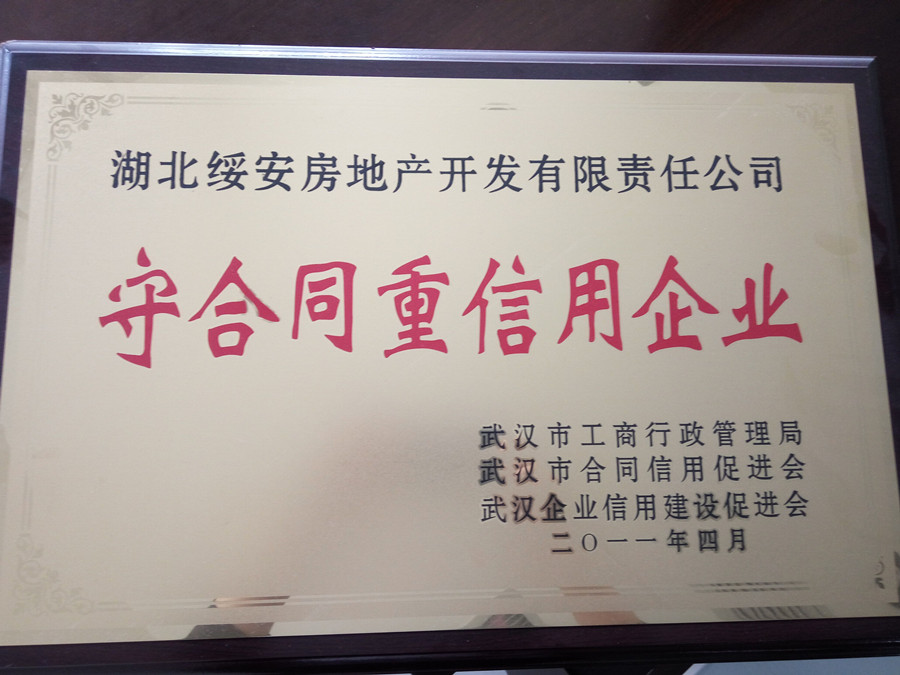 湖北绥安房地产开发有限责任公司
守合同重信用企业
武汉市工商行政管理局
武汉市合同信用促进会
武汉企业信用建设促进会
二〇一一年四月